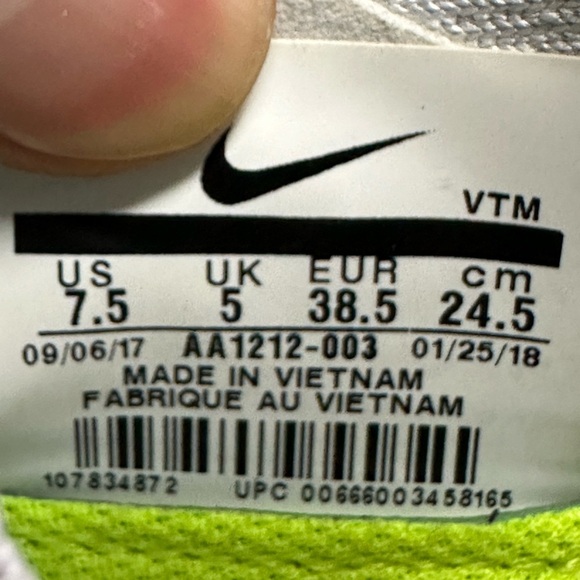 VTM
US UK EUR cm
7.5 5 38.5 24.5
09/06/17 AA1212-003 01/25/18
MADE IN VIETNAM
FABRIQUE AU VIETNAM
107834872 UPC 00666003458165